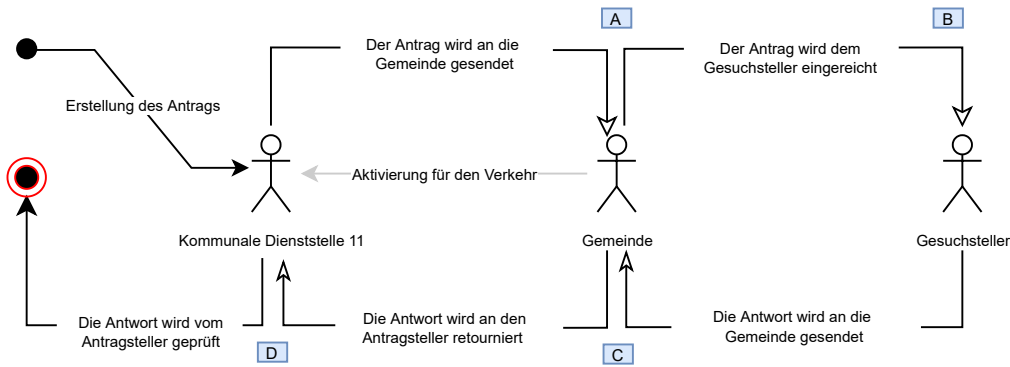 A
B
Der Antrag wird an die
Gemeinde gesendet
Der Antrag wird dem
Gesuchsteller eingereicht
Erstellung des Antrags
Aktivierung für den Verkehr
Kommunale Dienststelle 11
Gemeinde
Gesuchsteller
Die Antwort wird vom
Antragsteller geprüft
Die Antwort wird an den
Antragsteller retourniert
Die Antwort wird an die
Gemeinde gesendet
D
C